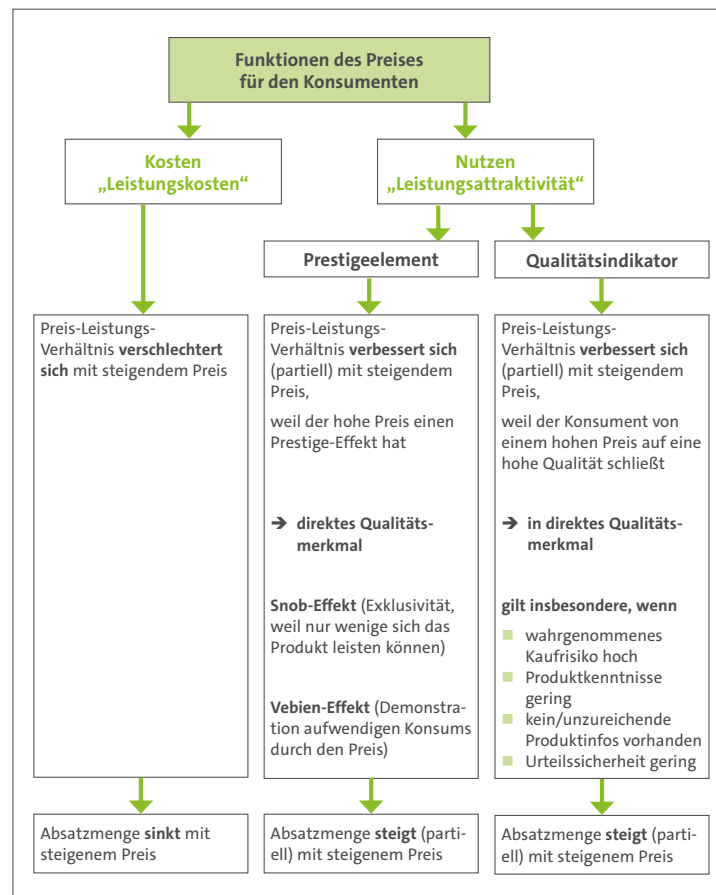 Funktionen des Preises
für den Konsumenten
Kosten
„Leistungskosten“
Nutzen
„Leistungsattraktivität“
Prestigeelement
Qualitätsindikator
Preis-Leistungs-
Verhältnis verschlechtert
sich mit steigendem Preis
Preis-Leistungs-
Verhältnis verbessert sich
(partiell) mit steigendem
Preis,
weil der hohe Preis einen
Prestige-Effekt hat
➔ direktes Qualitäts-
merkmal
Snob-Effekt (Exklusivität,
weil nur wenige sich das
Produkt leisten können)
Vebien-Effekt (Demonstra-
tion aufwendigen Konsums
durch den Preis)
Preis-Leistungs-
Verhältnis verbessert sich
(partiell) mit steigendem
Preis,
weil der Konsument von
einem hohen Preis auf eine
hohe Qualität schließt
➔ in direktes Qualitäts-
merkmal
gilt insbesondere, wenn
wahrgenommenes
Kaufrisiko hoch
Produktkenntnisse
gering
kein/unzureichende
Produktinfos vorhanden
Urteilssicherheit gering
Absatzmenge sinkt mit
steigenem Preis
Absatzmenge steigt (parti-
ell) mit steigenem Preis
Absatzmenge steigt (parti-
ell) mit steigenem Preis